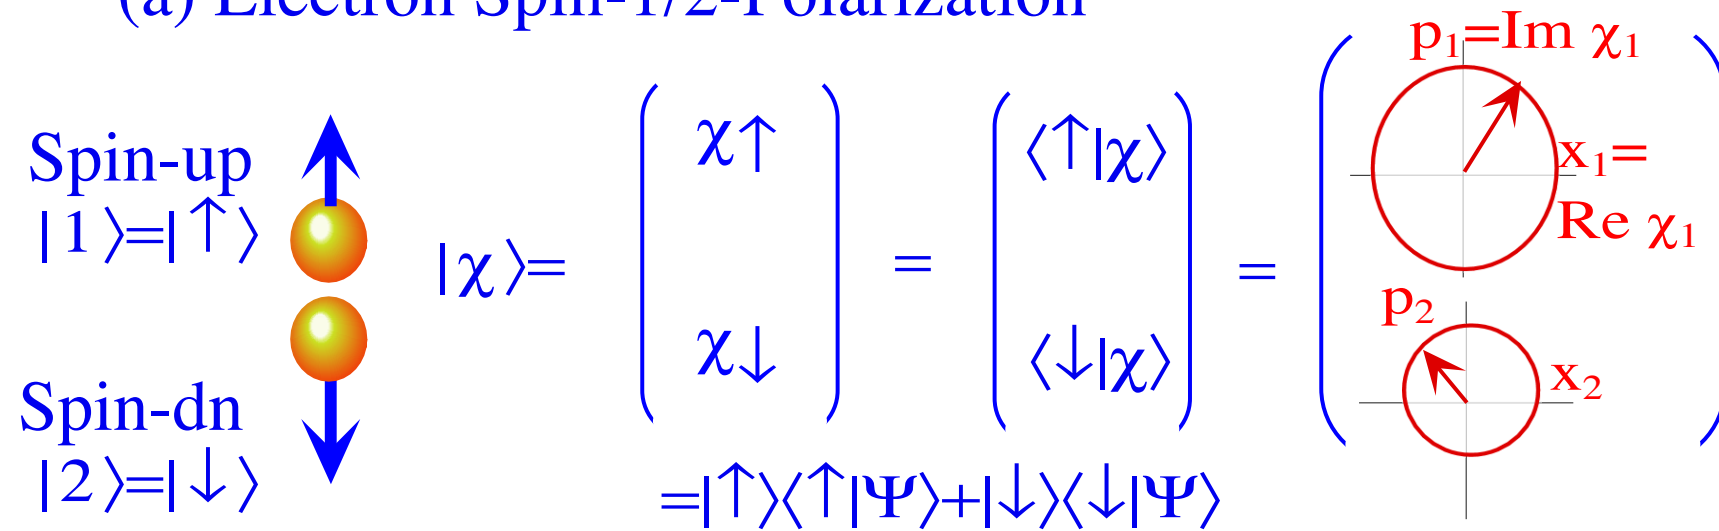 (a) Electron Spin-1/2-Polarization
Spin-up
|1⟩=|↑⟩
Spin-dn
|2⟩=|↓⟩
|χ⟩=
χ↑
χ↓
=
⟨↑|χ⟩
⟨↓|χ⟩
=
p₁=Im χ₁
x₁=
Re χ₁
p₂
x₂
=|↑⟩⟨↑|Ψ⟩+|↓⟩⟨↓|Ψ⟩